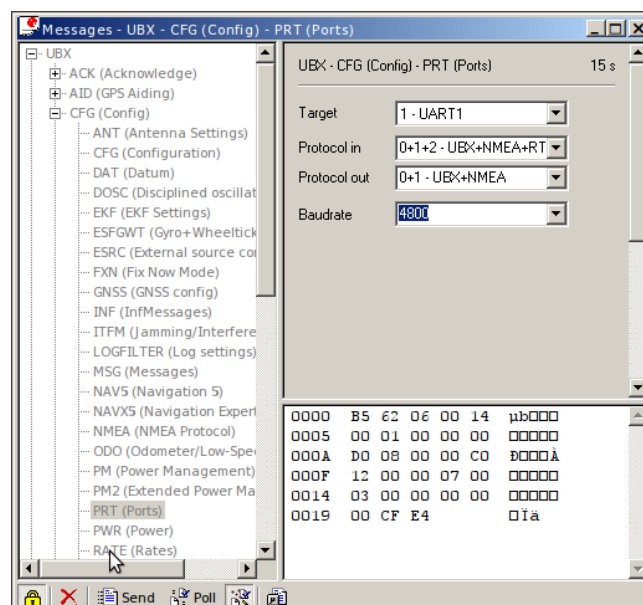 Messages - UBX - CFG (Config) - PRT (Ports)
UBX
ACK (Acknowledge)
AID (GPS Aiding)
CFG (Config)
ANT (Antenna Settings)
CFG (Configuration)
DAT (Datum)
DOSC (Disciplined oscillat
EKF (EKF Settings)
ESFGWT (Gyro+Wheeltick
ESRC (External source co
FXN (Fix Now Mode)
GNSS (GNSS config)
INF (InfMessages)
ITFM (Jamming/Interfere
LOGFILTER (Log settings)
MSG (Messages)
NAV5 (Navigation 5)
NAVX5 (Navigation Expert
NMEA (NMEA Protocol)
ODO (Odometer/Low-Spe
PM (Power Management)
PM2 (Extended Power Ma
PRT (Ports)
PWR (Power)
RATE (Rates)
UBX - CFG (Config) - PRT (Ports) 15 s
Target 1 - UART1
Protocol in 0+1+2 - UBX+NMEA+RT
Protocol out 0+1 - UBX+NMEA
Baudrate 4800
0000 B5 62 06 00 14 µb□□□
0005 00 01 00 00 00 □□□□□
000A D0 08 00 00 C0 Ð□□□À
000F 12 00 00 07 00 □□□□□
0014 03 00 00 00 00 □□□□□
0019 00 CF E4 □Ïä
Send Poll